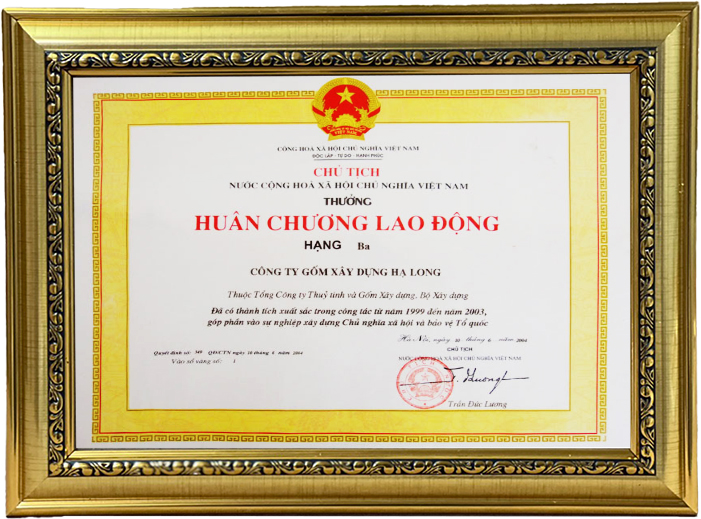 CỘNG HOÀ XÃ HỘI CHỦ NGHĨA VIỆT NAM
ĐỘC LẬP - TỰ DO - HẠNH PHÚC
CHỦ TỊCH
NƯỚC CỘNG HOÀ XÃ HỘI CHỦ NGHĨA VIỆT NAM
THƯỞNG
HUÂN CHƯƠNG LAO ĐỘNG
HẠNG Ba
CÔNG TY GỐM XÂY DỰNG HẠ LONG
Thuộc Tổng Công ty Thuỷ tinh và Gốm Xây dựng, Bộ Xây dựng
Đã có thành tích xuất sắc trong công tác từ năm 1999 đến năm 2003,
góp phần vào sự nghiệp xây dựng Chủ nghĩa xã hội và bảo vệ Tổ quốc
Hà Nội, ngày 10 tháng 6 năm 2004
CHỦ TỊCH
NƯỚC CỘNG HOÀ XÃ HỘI CHỦ NGHĨA VIỆT NAM
Quyết định số: QĐ/CTN ngày 10 tháng 6 năm 2004
Vào sổ vàng số: 1
Trần Đức Lương